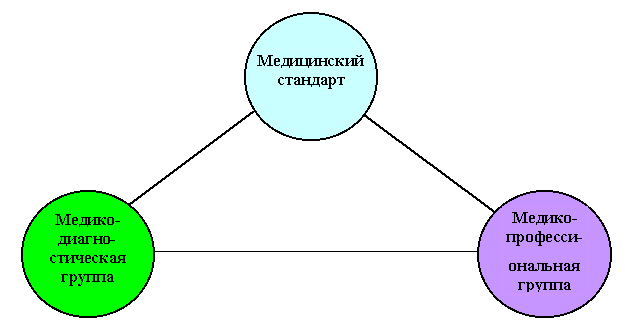 Медицинский
стандарт
Медико-
диагно-
стическая
группа
Медико-
професси-
ональная
группа